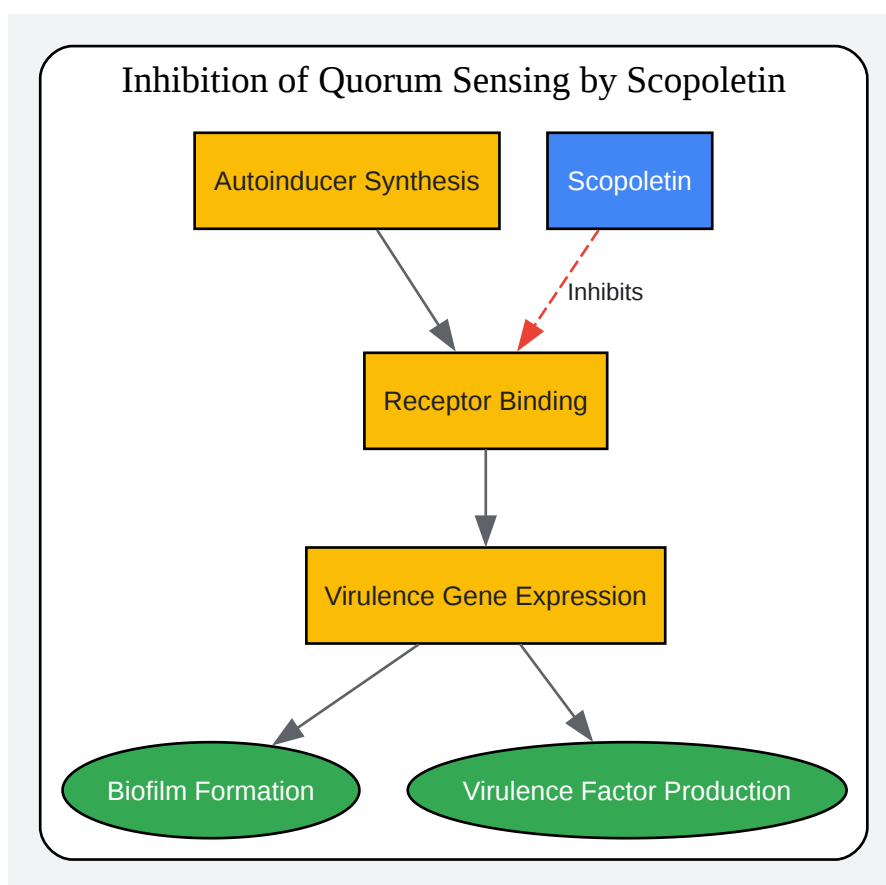 Inhibition of Quorum Sensing by Scopoletin
Autoinducer Synthesis
Scopoletin
Inhibits
Receptor Binding
Virulence Gene Expression
Biofilm Formation
Virulence Factor Production